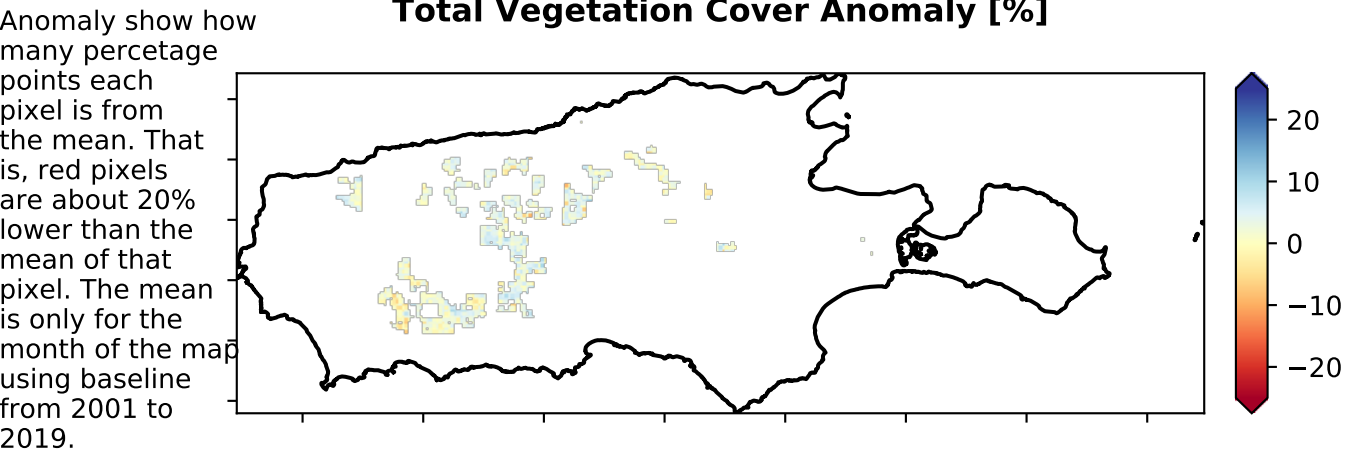 Total Vegetation Cover Anomaly [%]
Anomaly show how
many percetage
points each
pixel is from
the mean. That
is, red pixels
are about 20%
lower than the
mean of that
pixel. The mean
is only for the
month of the map
using baseline
from 2001 to
2019.
20
10
0
−10
−20